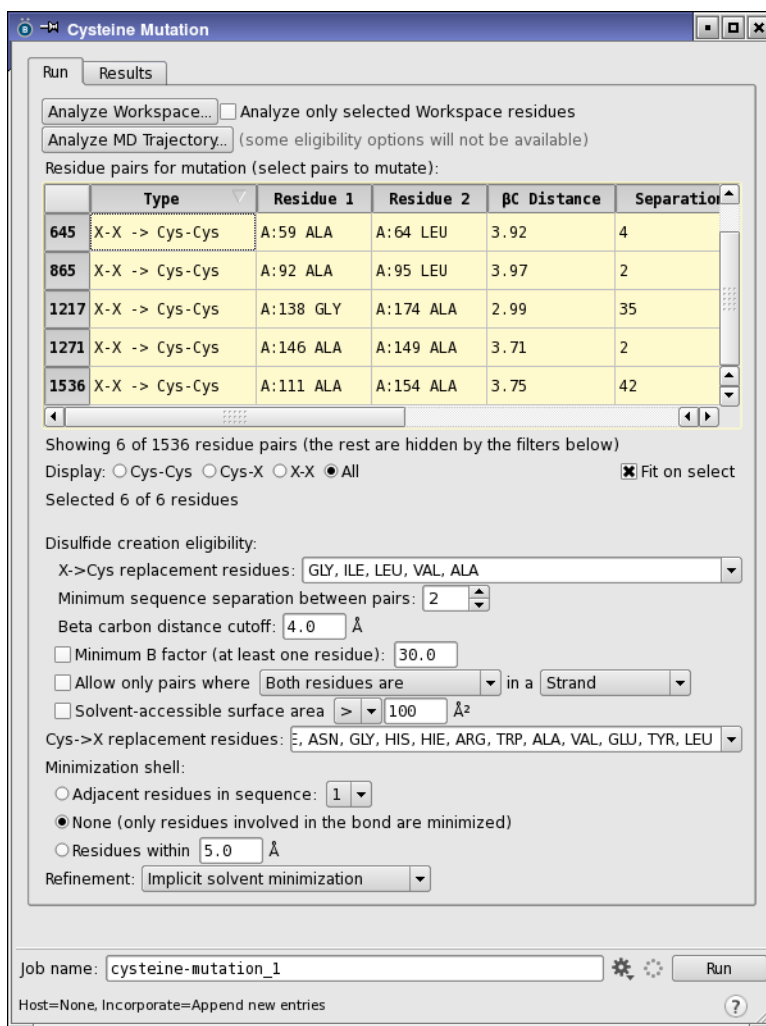 Cysteine Mutation
Run Results
Analyze Workspace... Analyze only selected Workspace residues
Analyze MD Trajectory... (some eligibility options will not be available)
Residue pairs for mutation (select pairs to mutate):
Type Residue 1 Residue 2 βC Distance Separation
645 X-X -> Cys-Cys A:59 ALA A:64 LEU 3.92 4
865 X-X -> Cys-Cys A:92 ALA A:95 LEU 3.97 2
1217 X-X -> Cys-Cys A:138 GLY A:174 ALA 2.99 35
1271 X-X -> Cys-Cys A:146 ALA A:149 ALA 3.71 2
1536 X-X -> Cys-Cys A:111 ALA A:154 ALA 3.75 42
Showing 6 of 1536 residue pairs (the rest are hidden by the filters below)
Display: Cys-Cys Cys-X X-X All Fit on select
Selected 6 of 6 residues
Disulfide creation eligibility:
X->Cys replacement residues: GLY, ILE, LEU, VAL, ALA
Minimum sequence separation between pairs: 2
Beta carbon distance cutoff: 4.0 Å
Minimum B factor (at least one residue): 30.0
Allow only pairs where Both residues are in a Strand
Solvent-accessible surface area > 100 Å²
Cys->X replacement residues: E, ASN, GLY, HIS, HIE, ARG, TRP, ALA, VAL, GLU, TYR, LEU
Minimization shell:
Adjacent residues in sequence: 1
None (only residues involved in the bond are minimized)
Residues within 5.0 Å
Refinement: Implicit solvent minimization
Job name: cysteine-mutation_1 Run
Host=None, Incorporate=Append new entries ?